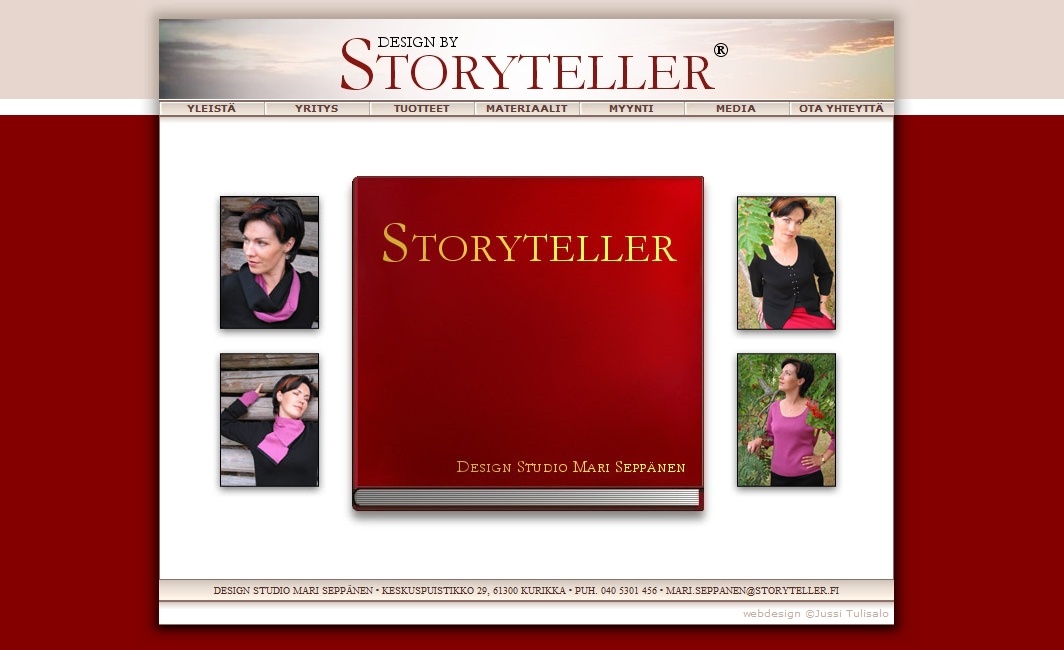 DESIGN BY
STORYTELLER®
YLEISTÄ YRITYS TUOTTEET MATERIAALIT MYYNTI MEDIA OTA YHTEYTTÄ
STORYTELLER
DESIGN STUDIO MARI SEPPÄNEN
DESIGN STUDIO MARI SEPPÄNEN • KESKUSPUISTIKKO 29, 61300 KURIKKA • PUH. 040 5301 456 • MARI.SEPPANEN@STORYTELLER.FI
webdesign ©Jussi Tulisalo